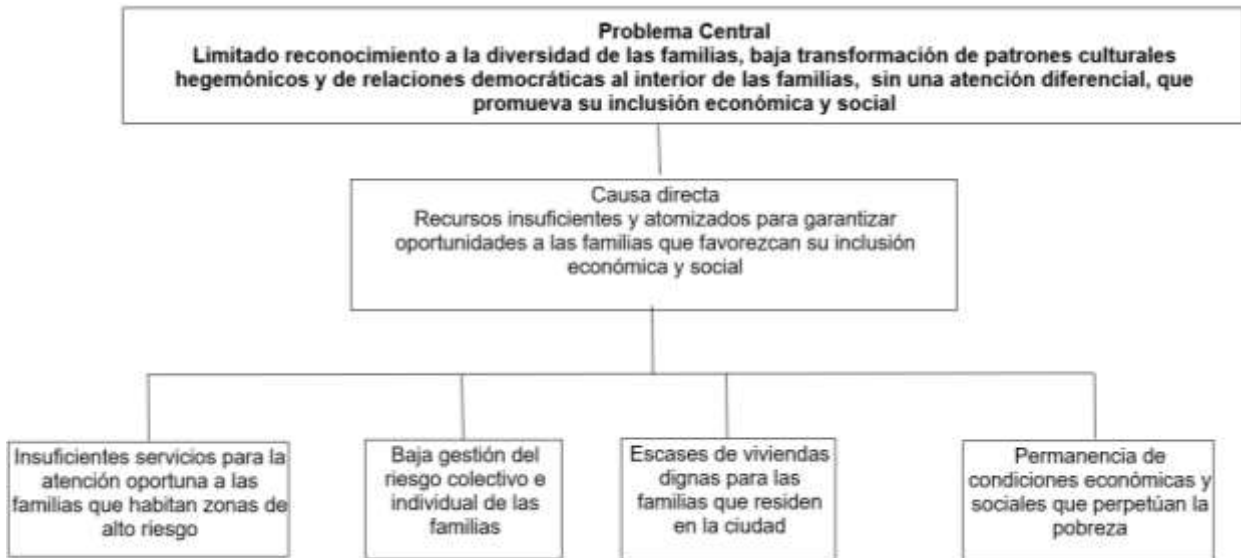 Problema Central
Limitado reconocimiento a la diversidad de las familias, baja transformación de patrones culturales
hegemónicos y de relaciones democráticas al interior de las familias, sin una atención diferencial, que
promueva su inclusión económica y social
Causa directa
Recursos insuficientes y atomizados para garantizar
oportunidades a las familias que favorezcan su inclusión
económica y social
Insuficientes servicios para la
atención oportuna a las
familias que habitan zonas de
alto riesgo
Baja gestión del
riesgo colectivo e
individual de las
familias
Escases de viviendas
dignas para las
familias que residen
en la ciudad
Permanencia de
condiciones económicas y
sociales que perpetúan la
pobreza